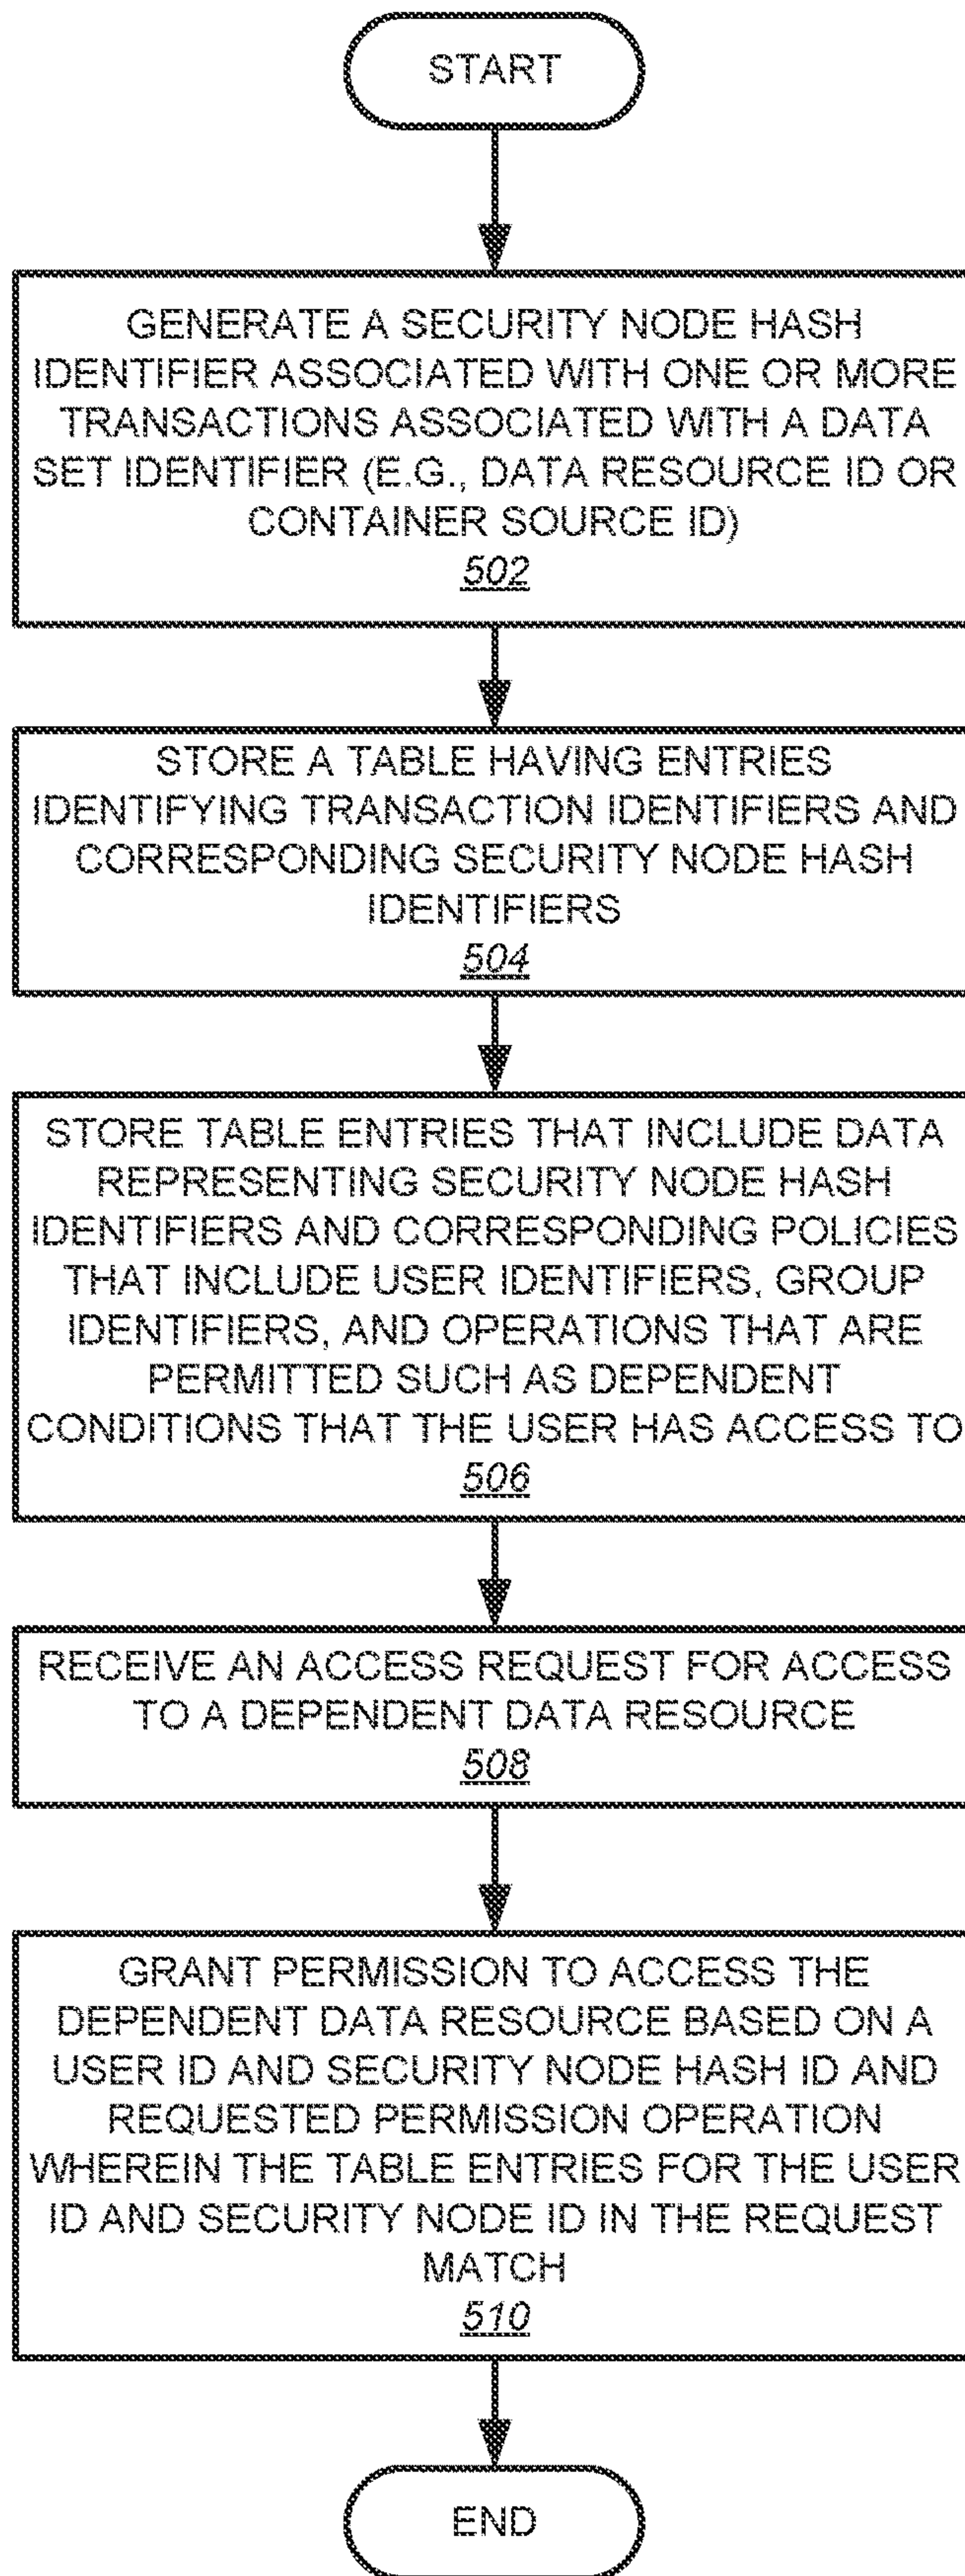 START
GENERATE A SECURITY NODE HASH
IDENTIFIER ASSOCIATED WITH ONE OR MORE
TRANSACTIONS ASSOCIATED WITH A DATA
SET IDENTIFIER (E.G., DATA RESOURCE ID OR
CONTAINER SOURCE ID)
502
STORE A TABLE HAVING ENTRIES
IDENTIFYING TRANSACTION IDENTIFIERS AND
CORRESPONDING SECURITY NODE HASH
IDENTIFIERS
504
STORE TABLE ENTRIES THAT INCLUDE DATA
REPRESENTING SECURITY NODE HASH
IDENTIFIERS AND CORRESPONDING POLICIES
THAT INCLUDE USER IDENTIFIERS, GROUP
IDENTIFIERS, AND OPERATIONS THAT ARE
PERMITTED SUCH AS DEPENDENT
CONDITIONS THAT THE USER HAS ACCESS TO
506
RECEIVE AN ACCESS REQUEST FOR ACCESS
TO A DEPENDENT DATA RESOURCE
508
GRANT PERMISSION TO ACCESS THE
DEPENDENT DATA RESOURCE BASED ON A
USER ID AND SECURITY NODE HASH ID AND
REQUESTED PERMISSION OPERATION
WHEREIN THE TABLE ENTRIES FOR THE USER
ID AND SECURITY NODE ID IN THE REQUEST
MATCH
510
END